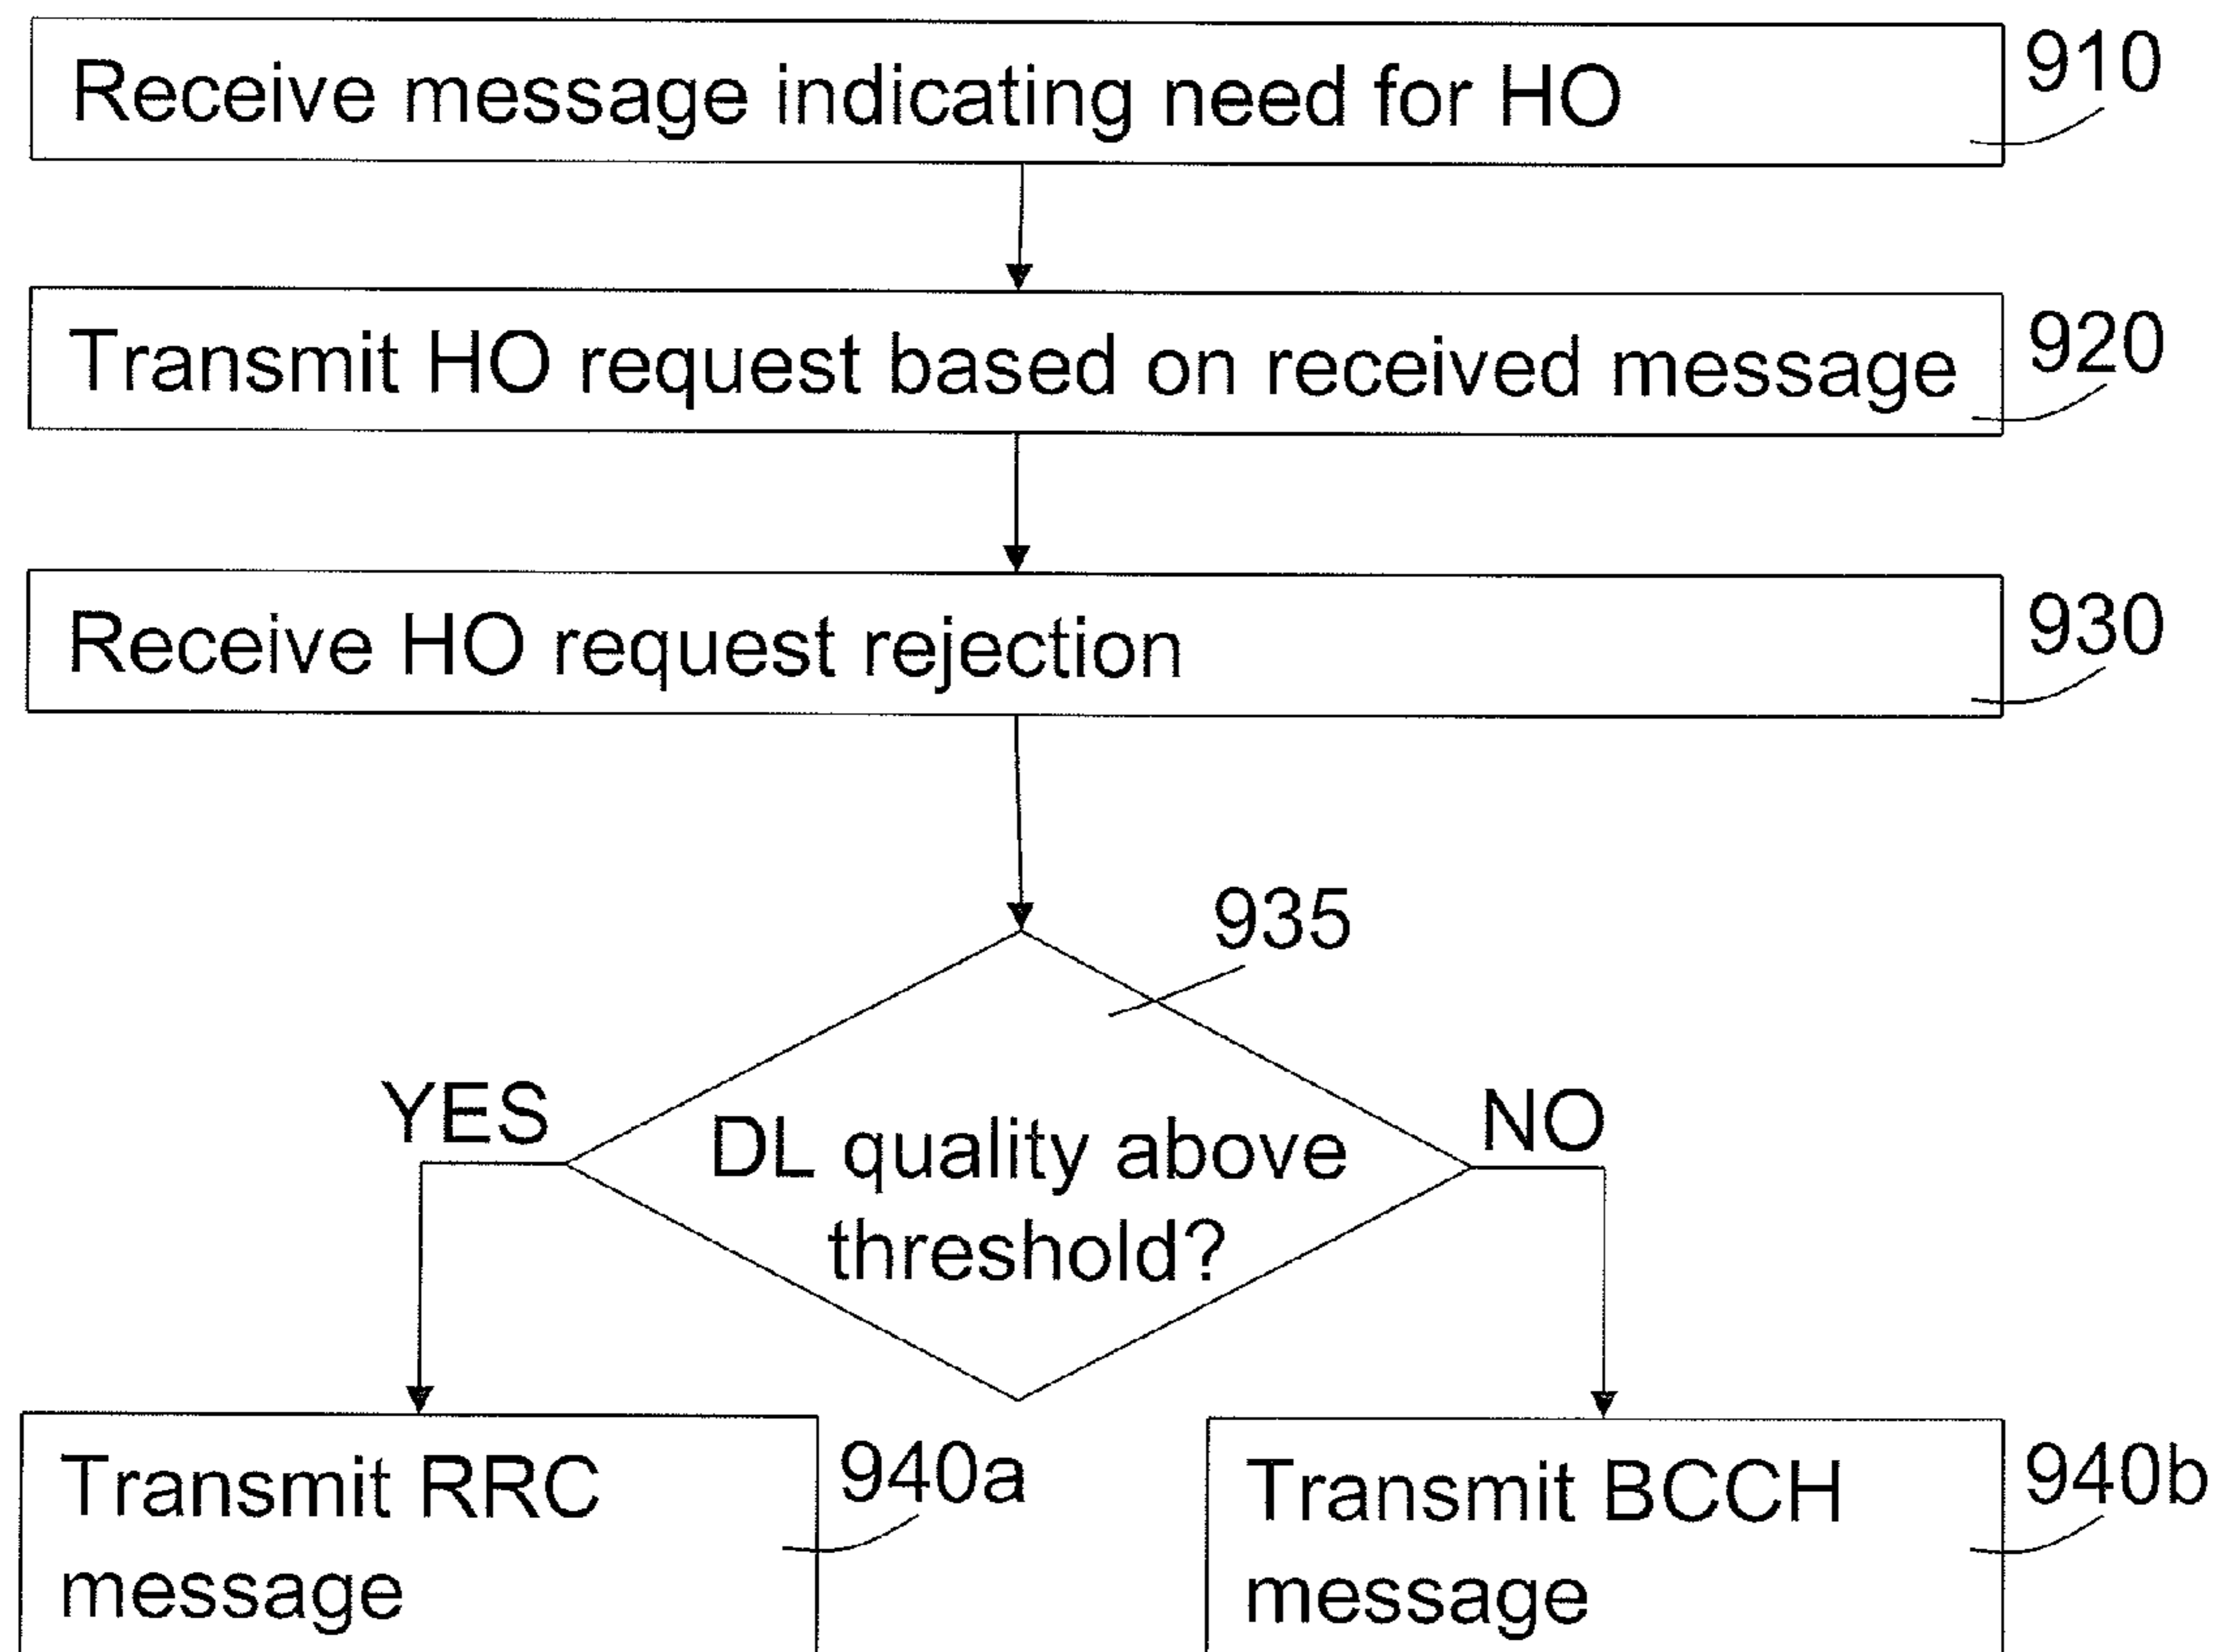 Receive message indicating need for HO
910
Transmit HO request based on received message
920
Receive HO request rejection
930
935
YES
NO
DL quality above
threshold?
Transmit RRC
message
940a
Transmit BCCH
message
940b